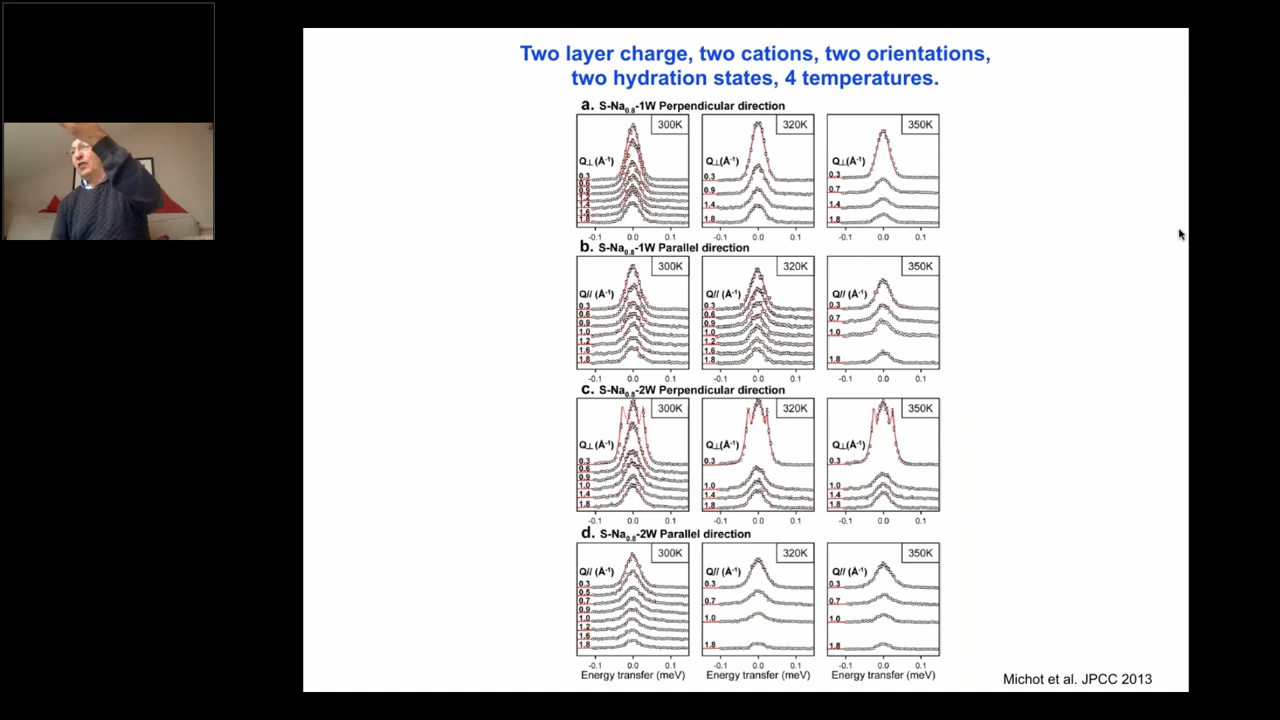 Two layer charge, two cations, two orientations,
two hydration states, 4 temperatures.
a. S-Na0.8-1W Perpendicular direction
300K 320K 350K
Q⊥(Å-1) Q⊥(Å-1) Q⊥(Å-1)
0.3 0.3 0.3
0.9 0.7
1.4 1.4
1.8 1.8 1.8
-0.1 0.0 0.1 -0.1 0.0 0.1 -0.1 0.0 0.1
b. S-Na0.8-1W Parallel direction
300K 320K 350K
Q// (Å-1) Q// (Å-1) Q// (Å-1)
0.3 0.3 0.3
0.6 0.6 0.7
0.9 0.9 1.0
1.0 1.0
1.2 1.2
1.6 1.6
1.8 1.8 1.8
-0.1 0.0 0.1 -0.1 0.0 0.1 -0.1 0.0 0.1
c. S-Na0.8-2W Perpendicular direction
300K 320K 350K
Q⊥(Å-1) Q⊥(Å-1) Q⊥(Å-1)
0.3 0.3 0.3
0.6
0.9
1.0 1.0 1.0
1.4 1.4 1.4
1.8 1.8 1.8
-0.1 0.0 0.1 -0.1 0.0 0.1 -0.1 0.0 0.1
d. S-Na0.8-2W Parallel direction
300K 320K 350K
Q// (Å-1) Q// (Å-1) Q// (Å-1)
0.3 0.3 0.3
0.5
0.7 0.7 0.7
0.9
1.0 1.0 1.0
1.2
1.6
1.8 1.8 1.8
-0.1 0.0 0.1 -0.1 0.0 0.1 -0.1 0.0 0.1
Energy transfer (meV) Energy transfer (meV) Energy transfer (meV)
Michot et al. JPCC 2013